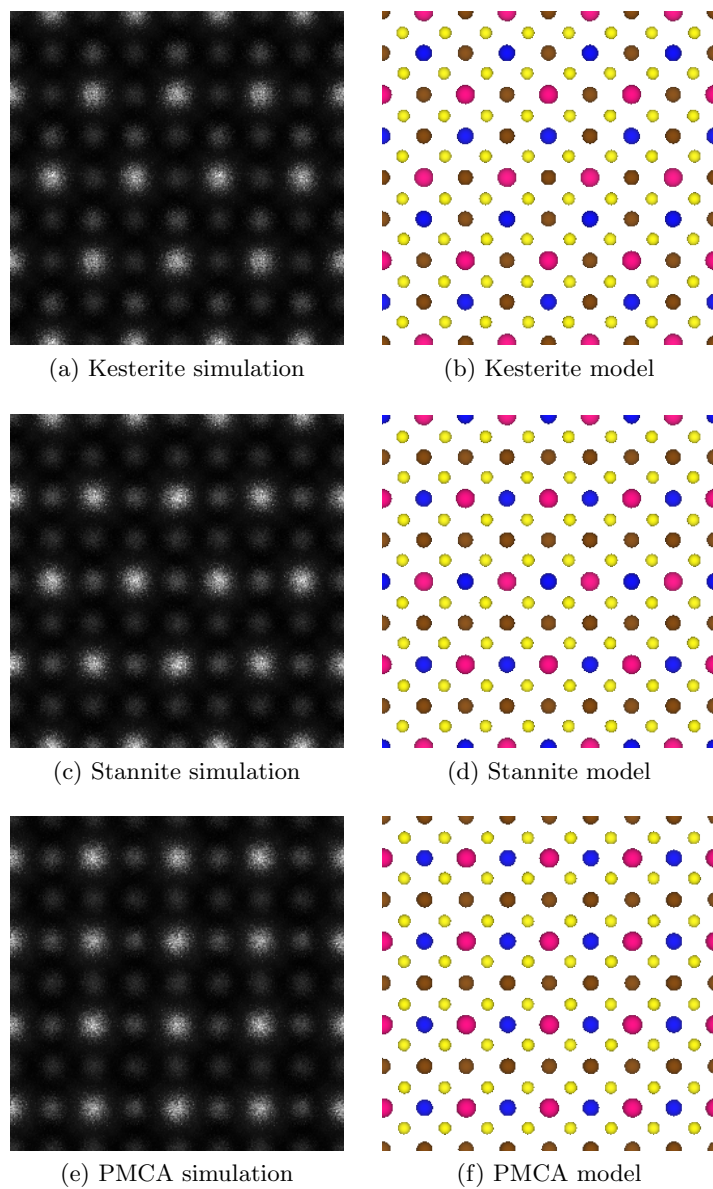 (a) Kesterite simulation
(b) Kesterite model
(c) Stannite simulation
(d) Stannite model
(e) PMCA simulation
(f) PMCA model